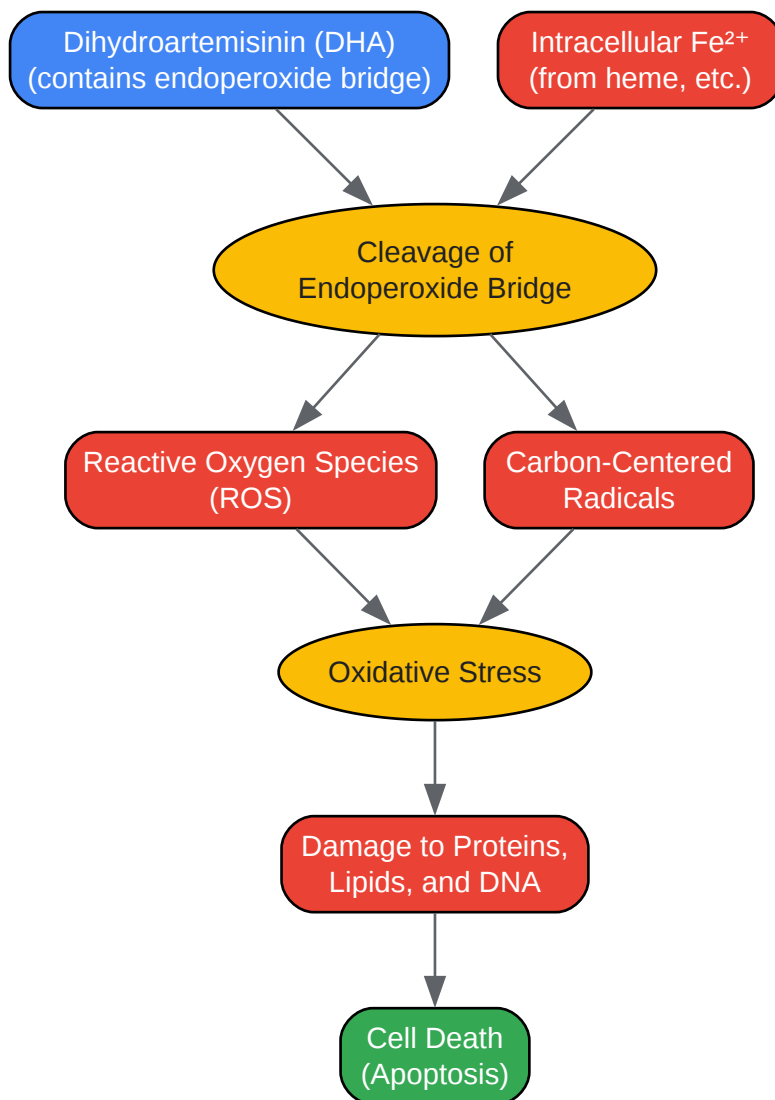 Dihydroartemisinin (DHA)
(contains endoperoxide bridge)
Intracellular Fe²⁺
(from heme, etc.)
Cleavage of
Endoperoxide Bridge
Reactive Oxygen Species
(ROS)
Carbon-Centered
Radicals
Oxidative Stress
Damage to Proteins,
Lipids, and DNA
Cell Death
(Apoptosis)